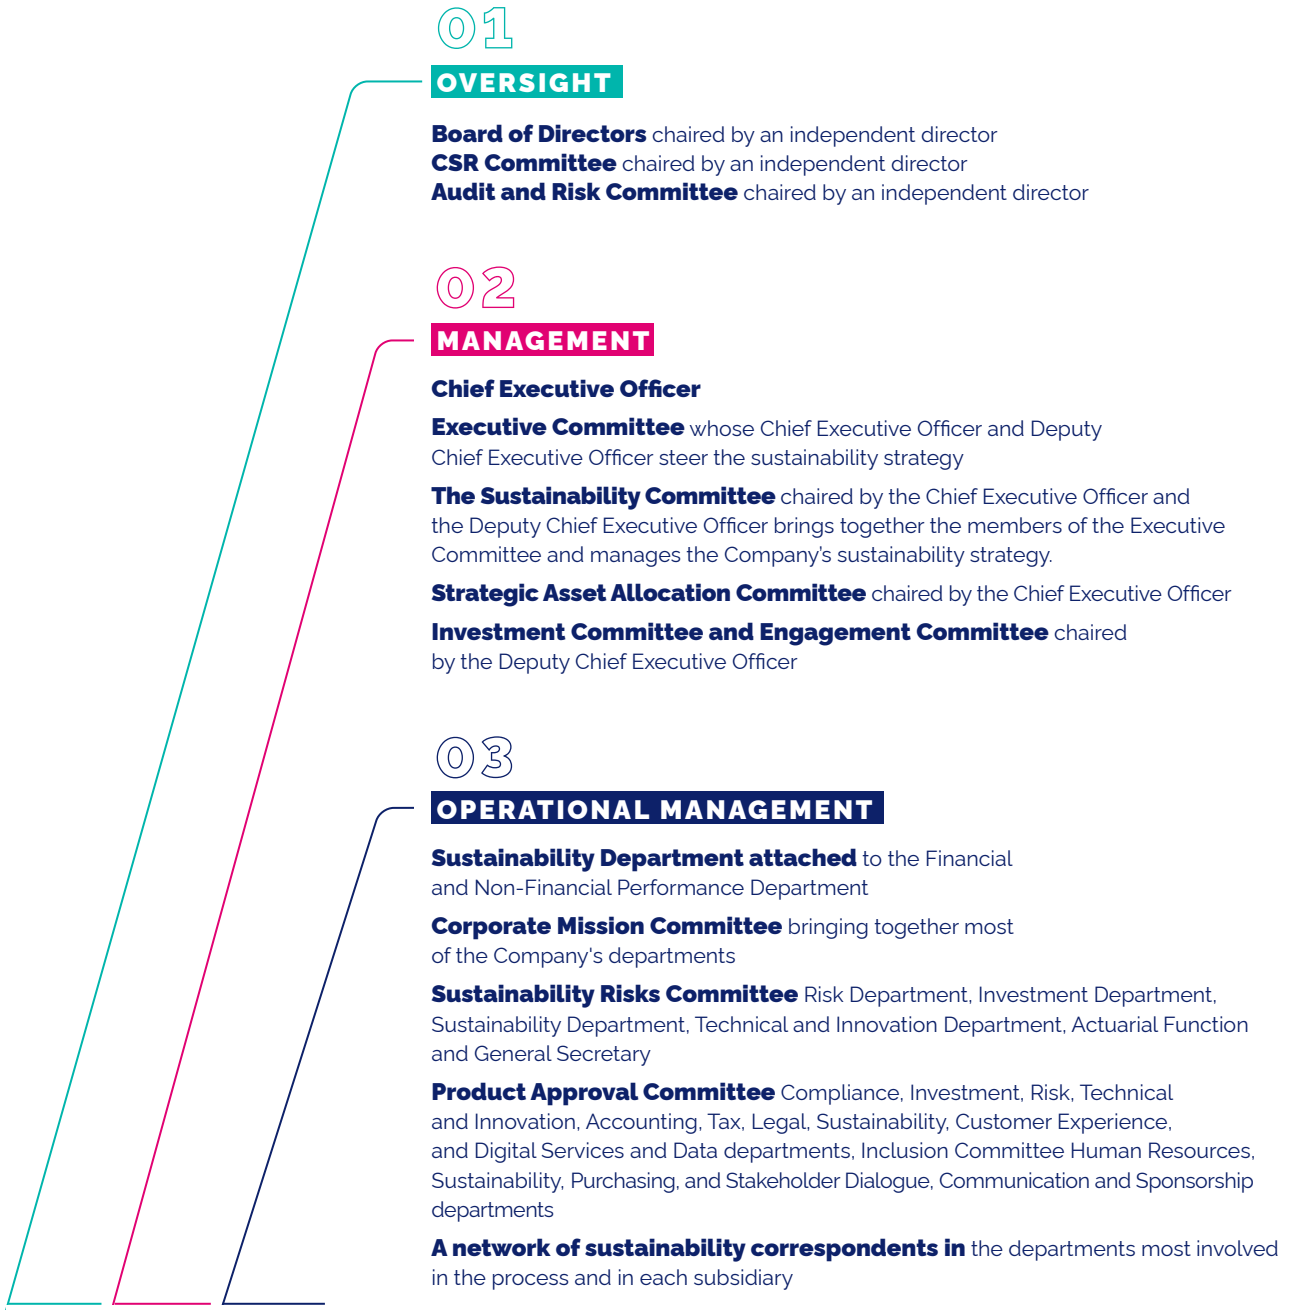 01
OVERSIGHT
Board of Directors chaired by an independent director
CSR Committee chaired by an independent director
Audit and Risk Committee chaired by an independent director
02
MANAGEMENT
Chief Executive Officer
Executive Committee whose Chief Executive Officer and Deputy
Chief Executive Officer steer the sustainability strategy
The Sustainability Committee chaired by the Chief Executive Officer and
the Deputy Chief Executive Officer brings together the members of the Executive
Committee and manages the Company’s sustainability strategy.
Strategic Asset Allocation Committee chaired by the Chief Executive Officer
Investment Committee and Engagement Committee chaired
by the Deputy Chief Executive Officer
03
OPERATIONAL MANAGEMENT
Sustainability Department attached to the Financial
and Non-Financial Performance Department
Corporate Mission Committee bringing together most
of the Company's departments
Sustainability Risks Committee Risk Department, Investment Department,
Sustainability Department, Technical and Innovation Department, Actuarial Function
and General Secretary
Product Approval Committee Compliance, Investment, Risk, Technical
and Innovation, Accounting, Tax, Legal, Sustainability, Customer Experience,
and Digital Services and Data departments, Inclusion Committee Human Resources,
Sustainability, Purchasing, and Stakeholder Dialogue, Communication and Sponsorship
departments
A network of sustainability correspondents in the departments most involved
in the process and in each subsidiary